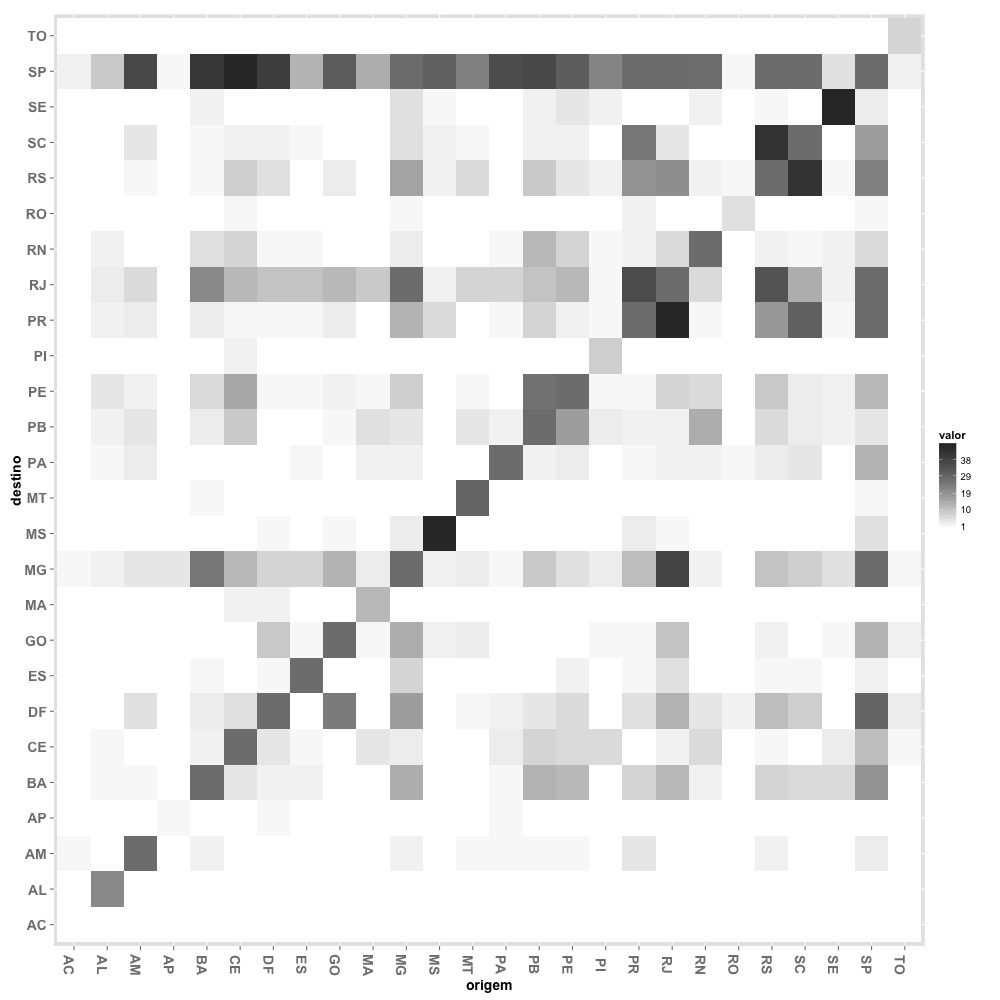 TO
SP
SE
SC
RS
RO
RN
RJ
PR
PI
PE
PB
PA
MT
MS
MG
MA
GO
ES
DF
CE
BA
AP
AM
AL
AC
destino
AC AL AM AP BA CE DF ES GO MA MG MS MT PA PB PE PI PR RJ RN RO RS SC SE SP TO
origem
valor
38
29
19
10
1